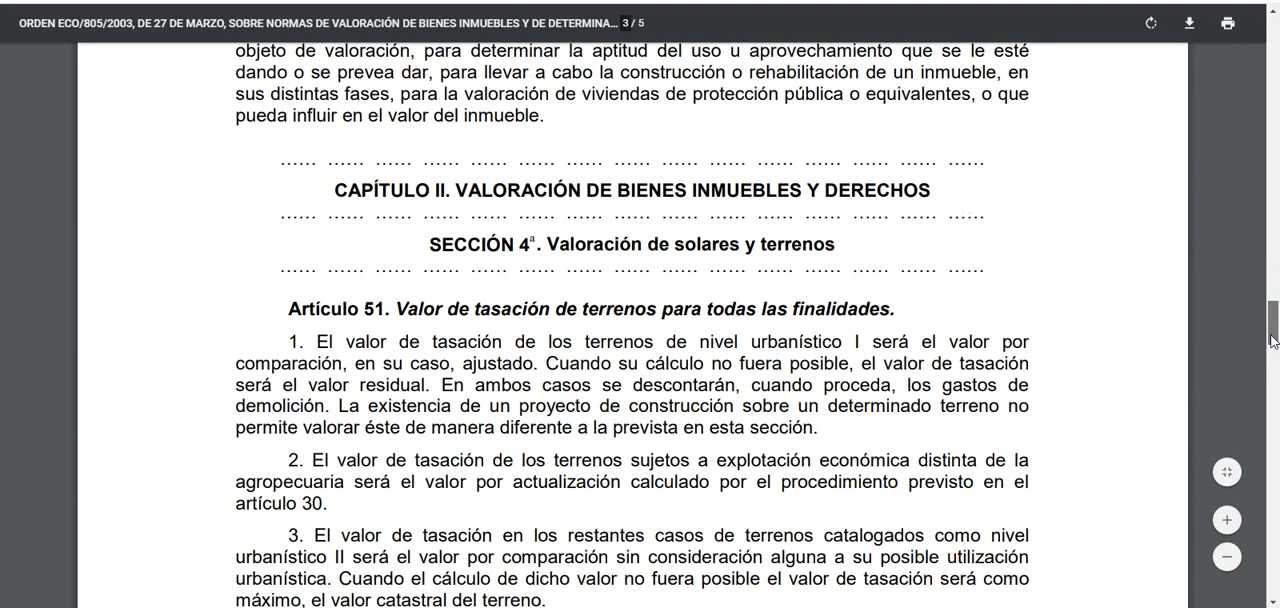 ORDEN ECO/805/2003, DE 27 DE MARZO, SOBRE NORMAS DE VALORACIÓN DE BIENES INMUEBLES Y DE DETERMINA... 3 / 5
objeto de valoración, para determinar la aptitud del uso u aprovechamiento que se le esté
dando o se prevea dar, para llevar a cabo la construcción o rehabilitación de un inmueble, en
sus distintas fases, para la valoración de viviendas de protección pública o equivalentes, o que
pueda influir en el valor del inmueble.
...... ...... ...... ...... ...... ...... ...... ...... ...... ...... ...... ...... ...... ...... ......
CAPÍTULO II. VALORACIÓN DE BIENES INMUEBLES Y DERECHOS
...... ...... ...... ...... ...... ...... ...... ...... ...... ...... ...... ...... ...... ...... ......
SECCIÓN 4ª. Valoración de solares y terrenos
...... ...... ...... ...... ...... ...... ...... ...... ...... ...... ...... ...... ...... ...... ......
Artículo 51. Valor de tasación de terrenos para todas las finalidades.
1. El valor de tasación de los terrenos de nivel urbanístico I será el valor por
comparación, en su caso, ajustado. Cuando su cálculo no fuera posible, el valor de tasación
será el valor residual. En ambos casos se descontarán, cuando proceda, los gastos de
demolición. La existencia de un proyecto de construcción sobre un determinado terreno no
permite valorar éste de manera diferente a la prevista en esta sección.
2. El valor de tasación de los terrenos sujetos a explotación económica distinta de la
agropecuaria será el valor por actualización calculado por el procedimiento previsto en el
artículo 30.
3. El valor de tasación en los restantes casos de terrenos catalogados como nivel
urbanístico II será el valor por comparación sin consideración alguna a su posible utilización
urbanística. Cuando el cálculo de dicho valor no fuera posible el valor de tasación será como
máximo, el valor catastral del terreno.